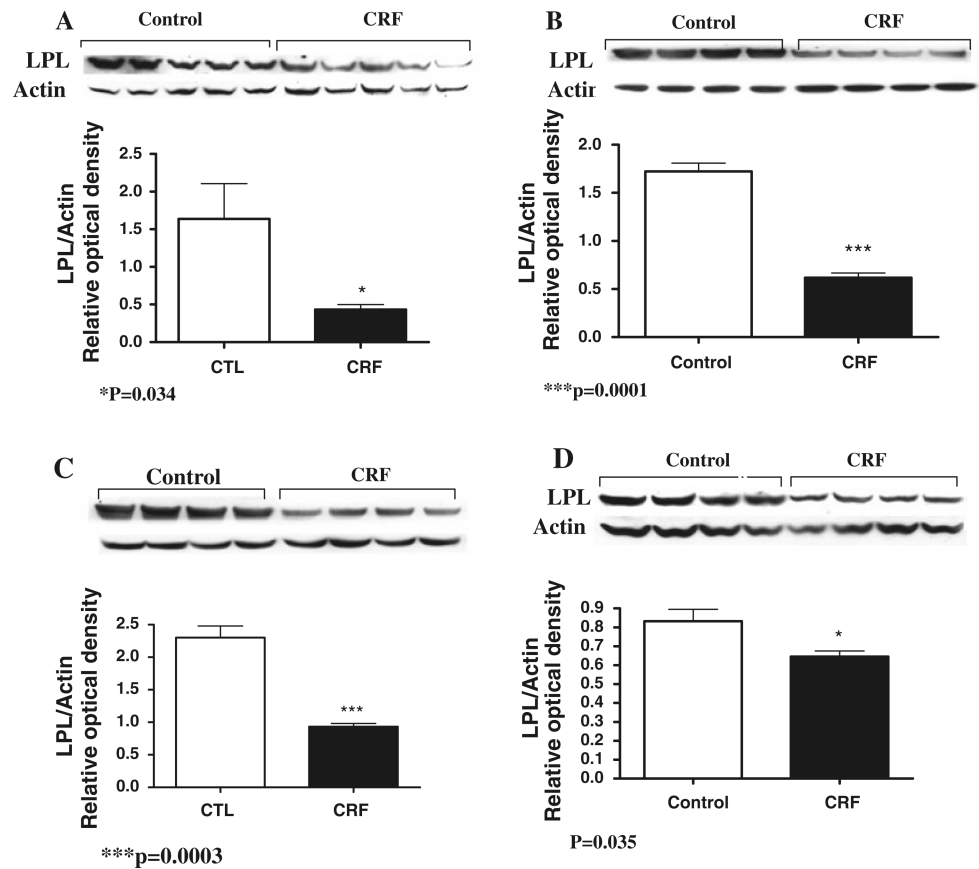 A
Control CRF
LPL
Actin
LPL/Actin
Relative optical density
2.5
2.0
1.5
1.0
0.5
0.0
*
CTL CRF
*P=0.034
B
Control CRF
LPL
Actin
LPL/Actin
Relative optical density
2.0
1.5
1.0
0.5
0.0
***
Control CRF
***p=0.0001
C
Control CRF
LPL/Actin
Relative optical density
2.5
2.0
1.5
1.0
0.5
0.0
***
CTL CRF
***p=0.0003
D
Control CRF
LPL
Actin
LPL/Actin
Relative optical density
0.9
0.8
0.7
0.6
0.5
0.4
0.3
0.2
0.1
0.0
*
Control CRF
P=0.035